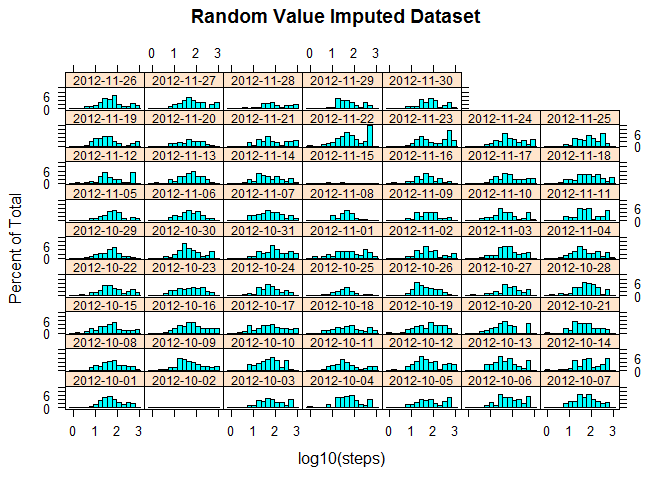 Random Value Imputed Dataset
0 1 2 3 0 1 2 3
2012-11-26 2012-11-27 2012-11-28 2012-11-29 2012-11-30
6
0
2012-11-19 2012-11-20 2012-11-21 2012-11-22 2012-11-23 2012-11-24 2012-11-25
6
0
2012-11-12 2012-11-13 2012-11-14 2012-11-15 2012-11-16 2012-11-17 2012-11-18
6
0
2012-11-05 2012-11-06 2012-11-07 2012-11-08 2012-11-09 2012-11-10 2012-11-11
6
0
2012-10-29 2012-10-30 2012-10-31 2012-11-01 2012-11-02 2012-11-03 2012-11-04
6
0
2012-10-22 2012-10-23 2012-10-24 2012-10-25 2012-10-26 2012-10-27 2012-10-28
6
0
2012-10-15 2012-10-16 2012-10-17 2012-10-18 2012-10-19 2012-10-20 2012-10-21
6
0
2012-10-08 2012-10-09 2012-10-10 2012-10-11 2012-10-12 2012-10-13 2012-10-14
6
0
2012-10-01 2012-10-02 2012-10-03 2012-10-04 2012-10-05 2012-10-06 2012-10-07
6
0
0 1 2 3 0 1 2 3 0 1 2 3 0 1 2 3
Percent of Total
log10(steps)